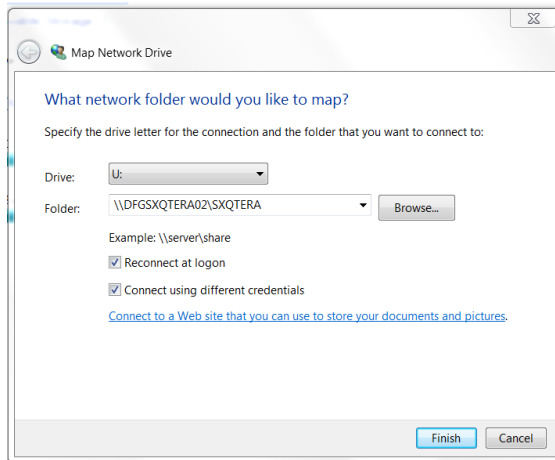 Map Network Drive
What network folder would you like to map?
Specify the drive letter for the connection and the folder that you want to connect to:
Drive: U:
Folder: \\DFGSXQTERA02\SXQTERA Browse...
Example: \\server\share
Reconnect at logon
Connect using different credentials
Connect to a Web site that you can use to store your documents and pictures.
Finish Cancel